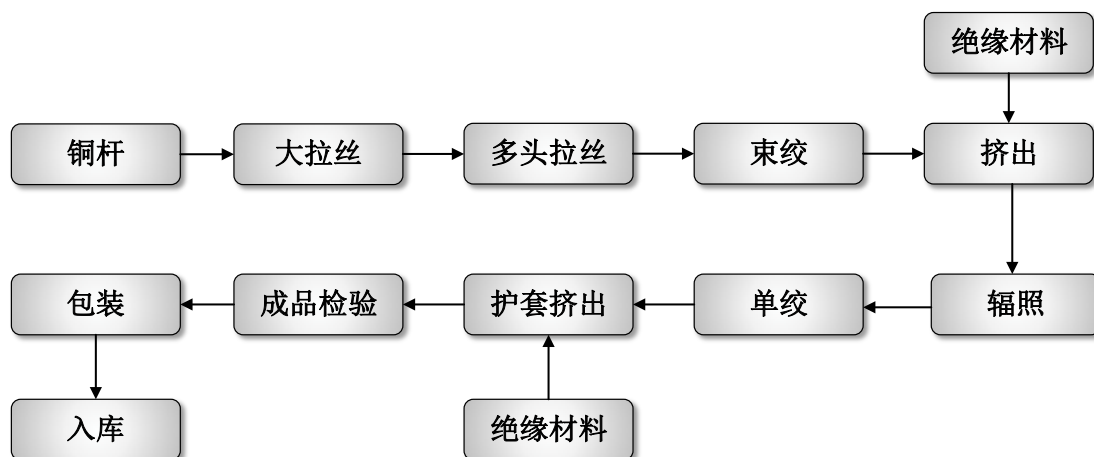 绝缘材料
铜杆
大拉丝
多头拉丝
束绞
挤出
包装
成品检验
护套挤出
单绞
辐照
入库
绝缘材料